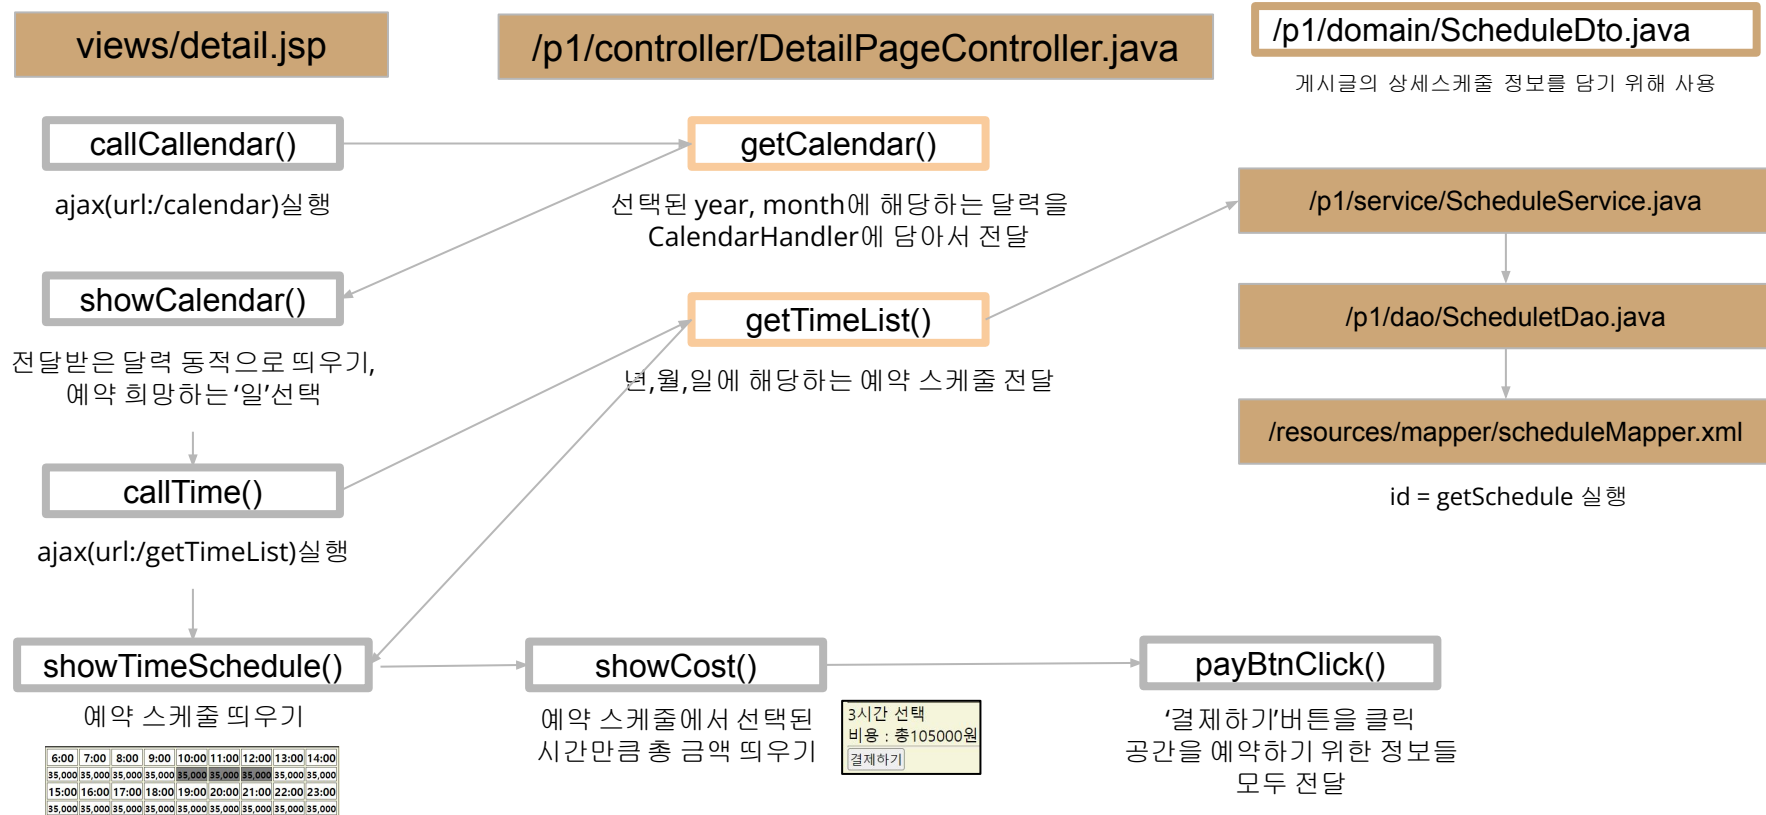 views/detail.jsp
/p1/controller/DetailPageController.java
/p1/domain/ScheduleDto.java
게시글의 상세스케줄 정보를 담기 위해 사용
callCallendar()
getCalendar()
ajax(url:/calendar)실행
선택된 year, month에 해당하는 달력을
CalendarHandler에 담아서 전달
/p1/service/ScheduleService.java
showCalendar()
getTimeList()
/p1/dao/ScheduletDao.java
전달받은 달력 동적으로 띄우기,
예약 희망하는 ‘일’선택
년,월,일에 해당하는 예약 스케줄 전달
/resources/mapper/scheduleMapper.xml
id = getSchedule 실행
callTime()
ajax(url:/getTimeList)실행
showTimeSchedule()
showCost()
payBtnClick()
예약 스케줄 띄우기
예약 스케줄에서 선택된
시간만큼 총 금액 띄우기
3시간 선택
비용 : 총105000원
결제하기
‘결제하기’버튼을 클릭
공간을 예약하기 위한 정보들
모두 전달
6:00 7:00 8:00 9:00 10:00 11:00 12:00 13:00 14:00
35,000 35,000 35,000 35,000 35,000 35,000 35,000 35,000 35,000
15:00 16:00 17:00 18:00 19:00 20:00 21:00 22:00 23:00
35,000 35,000 35,000 35,000 35,000 35,000 35,000 35,000 35,000